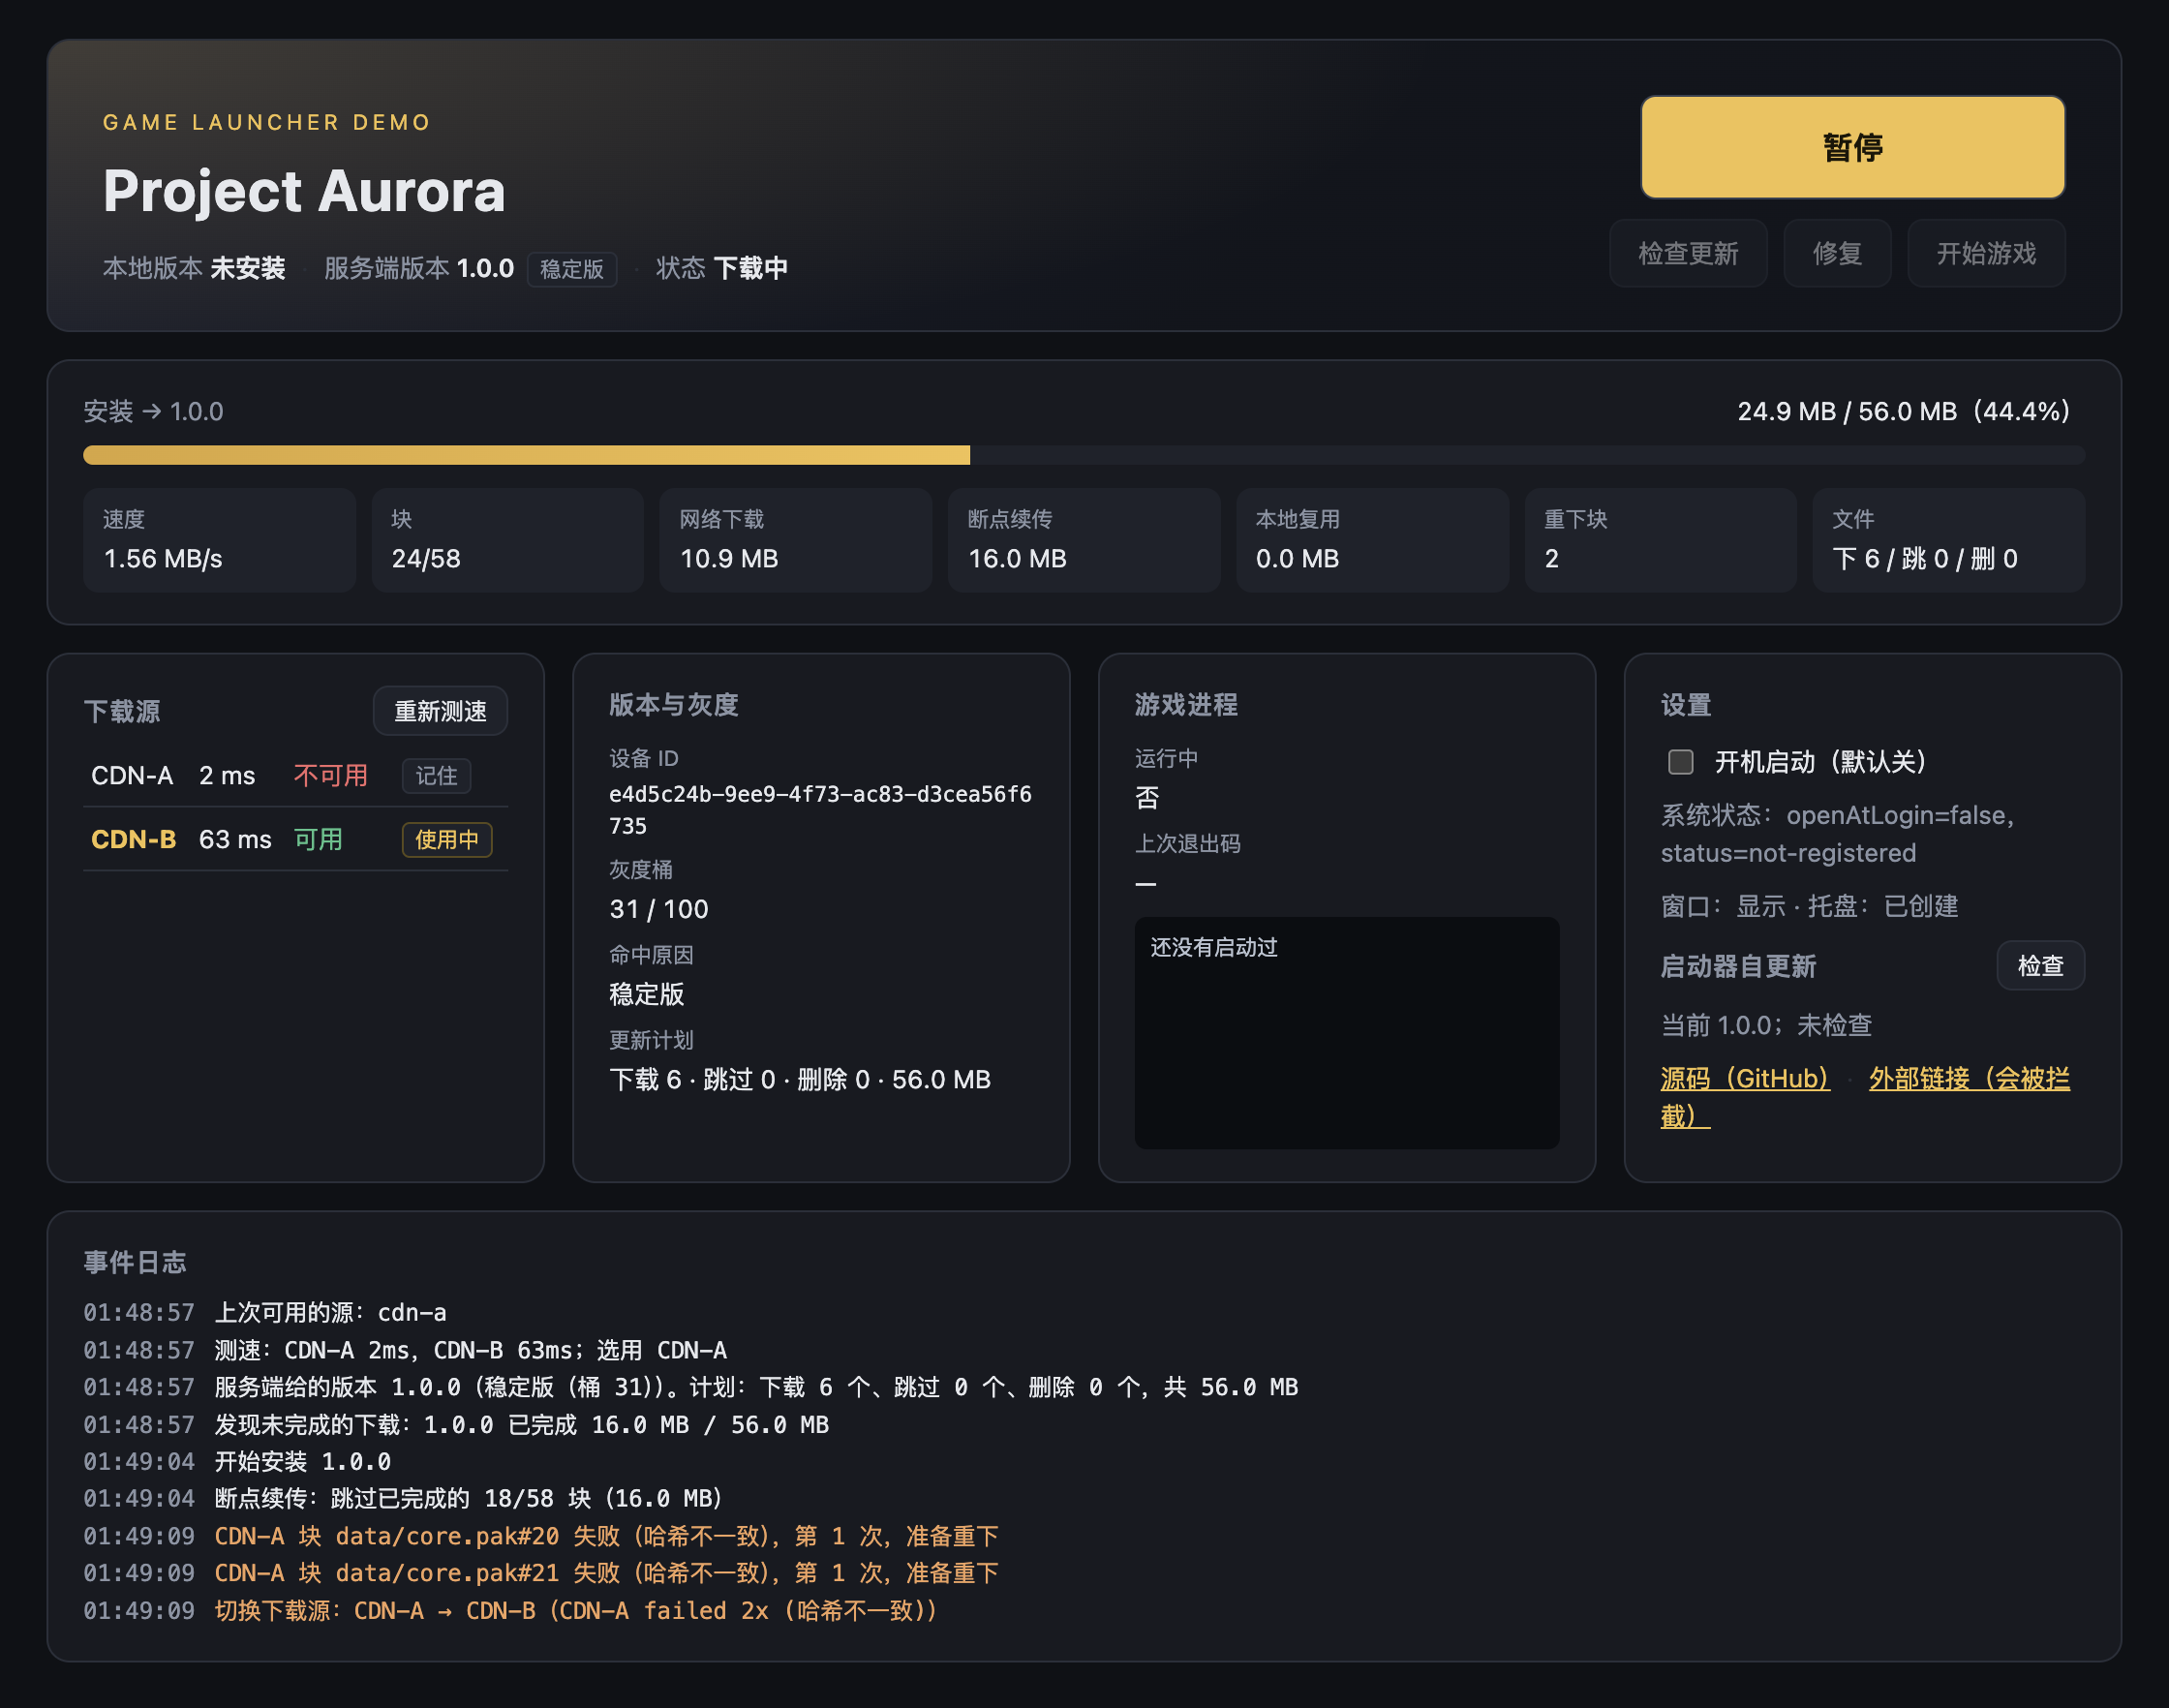 GAME LAUNCHER DEMO
Project Aurora
本地版本 未安装 · 服务端版本 1.0.0 稳定版 · 状态 下载中
暂停
检查更新 修复 开始游戏
安装 → 1.0.0
24.9 MB / 56.0 MB（44.4%）
速度
1.56 MB/s
块
24/58
网络下载
10.9 MB
断点续传
16.0 MB
本地复用
0.0 MB
重下块
2
文件
下 6 / 跳 0 / 删 0
下载源 重新测速
CDN-A 2 ms 不可用 记住
CDN-B 63 ms 可用 使用中
版本与灰度
设备 ID
e4d5c24b-9ee9-4f73-ac83-d3cea56f6
735
灰度桶
31 / 100
命中原因
稳定版
更新计划
下载 6 · 跳过 0 · 删除 0 · 56.0 MB
游戏进程
运行中
否
上次退出码
—
还没有启动过
设置
开机启动（默认关）
系统状态：openAtLogin=false，
status=not-registered
窗口：显示 · 托盘：已创建
启动器自更新 检查
当前 1.0.0；未检查
源码（GitHub） · 外部链接（会被拦
截）
事件日志
01:48:57 上次可用的源：cdn-a
01:48:57 测速：CDN-A 2ms，CDN-B 63ms；选用 CDN-A
01:48:57 服务端给的版本 1.0.0（稳定版（桶 31））。计划：下载 6 个、跳过 0 个、删除 0 个，共 56.0 MB
01:48:57 发现未完成的下载：1.0.0 已完成 16.0 MB / 56.0 MB
01:49:04 开始安装 1.0.0
01:49:04 断点续传：跳过已完成的 18/58 块（16.0 MB）
01:49:09 CDN-A 块 data/core.pak#20 失败（哈希不一致），第 1 次，准备重下
01:49:09 CDN-A 块 data/core.pak#21 失败（哈希不一致），第 1 次，准备重下
01:49:09 切换下载源：CDN-A → CDN-B（CDN-A failed 2x (哈希不一致)）